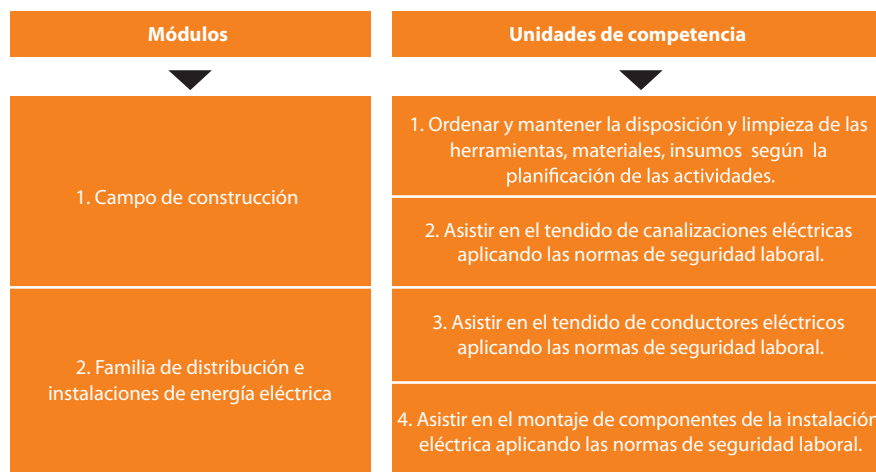 Módulos
Unidades de competencia
1. Campo de construcción
1. Ordenar y mantener la disposición y limpieza de las
herramientas, materiales, insumos según la
planificación de las actividades.
2. Asistir en el tendido de canalizaciones eléctricas
aplicando las normas de seguridad laboral.
2. Familia de distribución e
instalaciones de energía eléctrica
3. Asistir en el tendido de conductores eléctricos
aplicando las normas de seguridad laboral.
4. Asistir en el montaje de componentes de la instalación
eléctrica aplicando las normas de seguridad laboral.